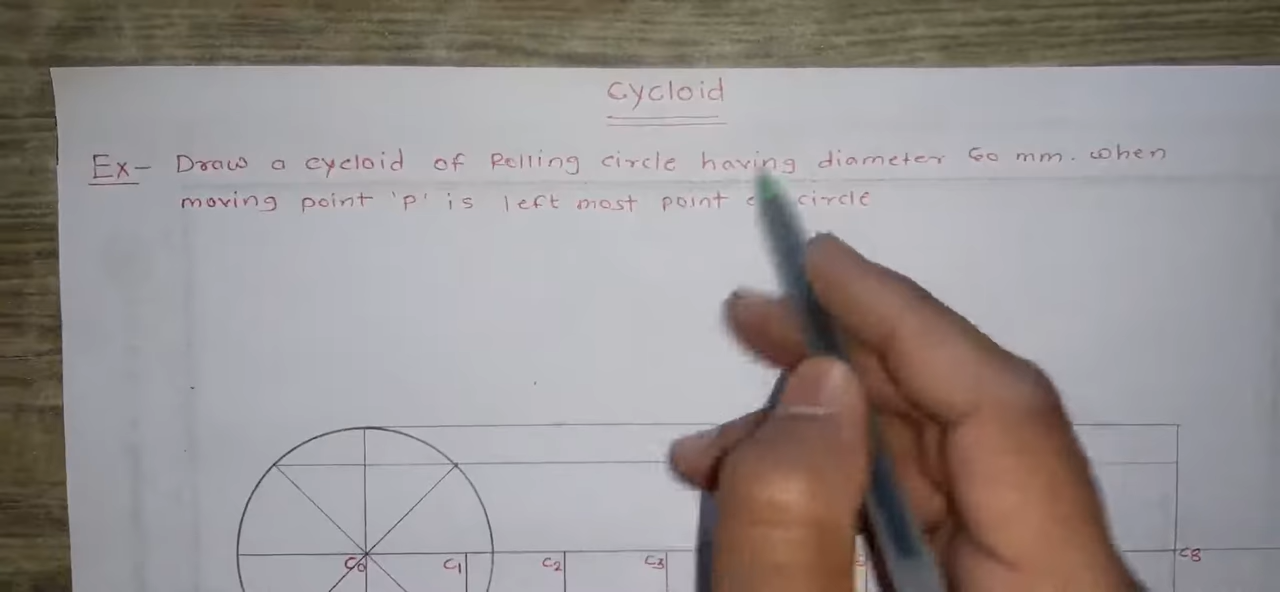 Cycloid
Ex- Draw a cycloid of Rolling circle having diameter 60 mm. when
moving point 'p' is left most point circle
C0 C1 C2 C3 C8